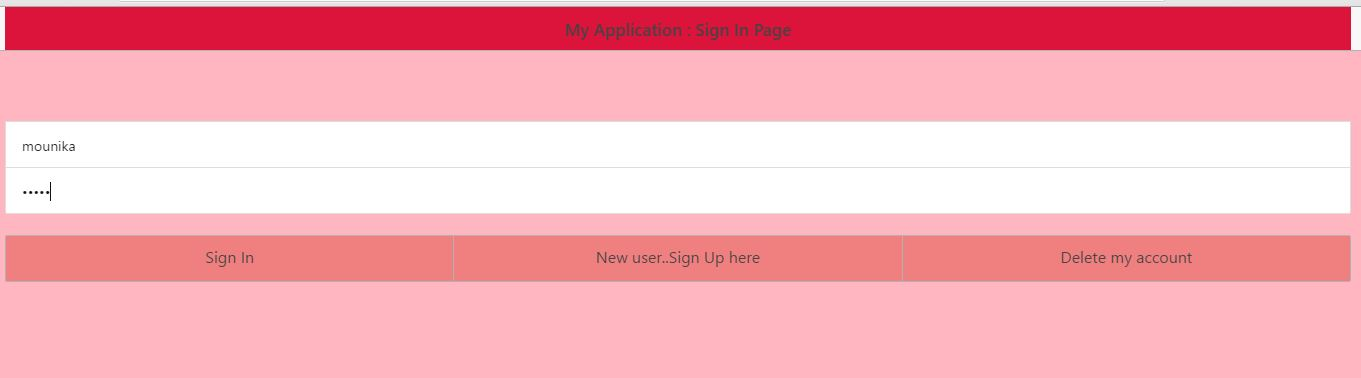 My Application : Sign In Page
mounika
•••••
Sign In
New user..Sign Up here
Delete my account